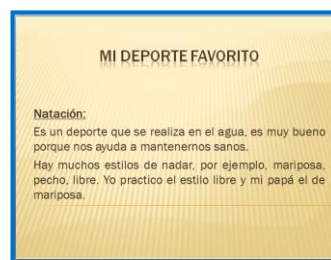 MI DEPORTE FAVORITO
Natación:
Es un deporte que se realiza en el agua, es muy bueno
porque nos ayuda a mantenernos sanos.
Hay muchos estilos de nadar, por ejemplo, mariposa,
pecho, libre. Yo practico el estilo libre y mi papá el de
mariposa.